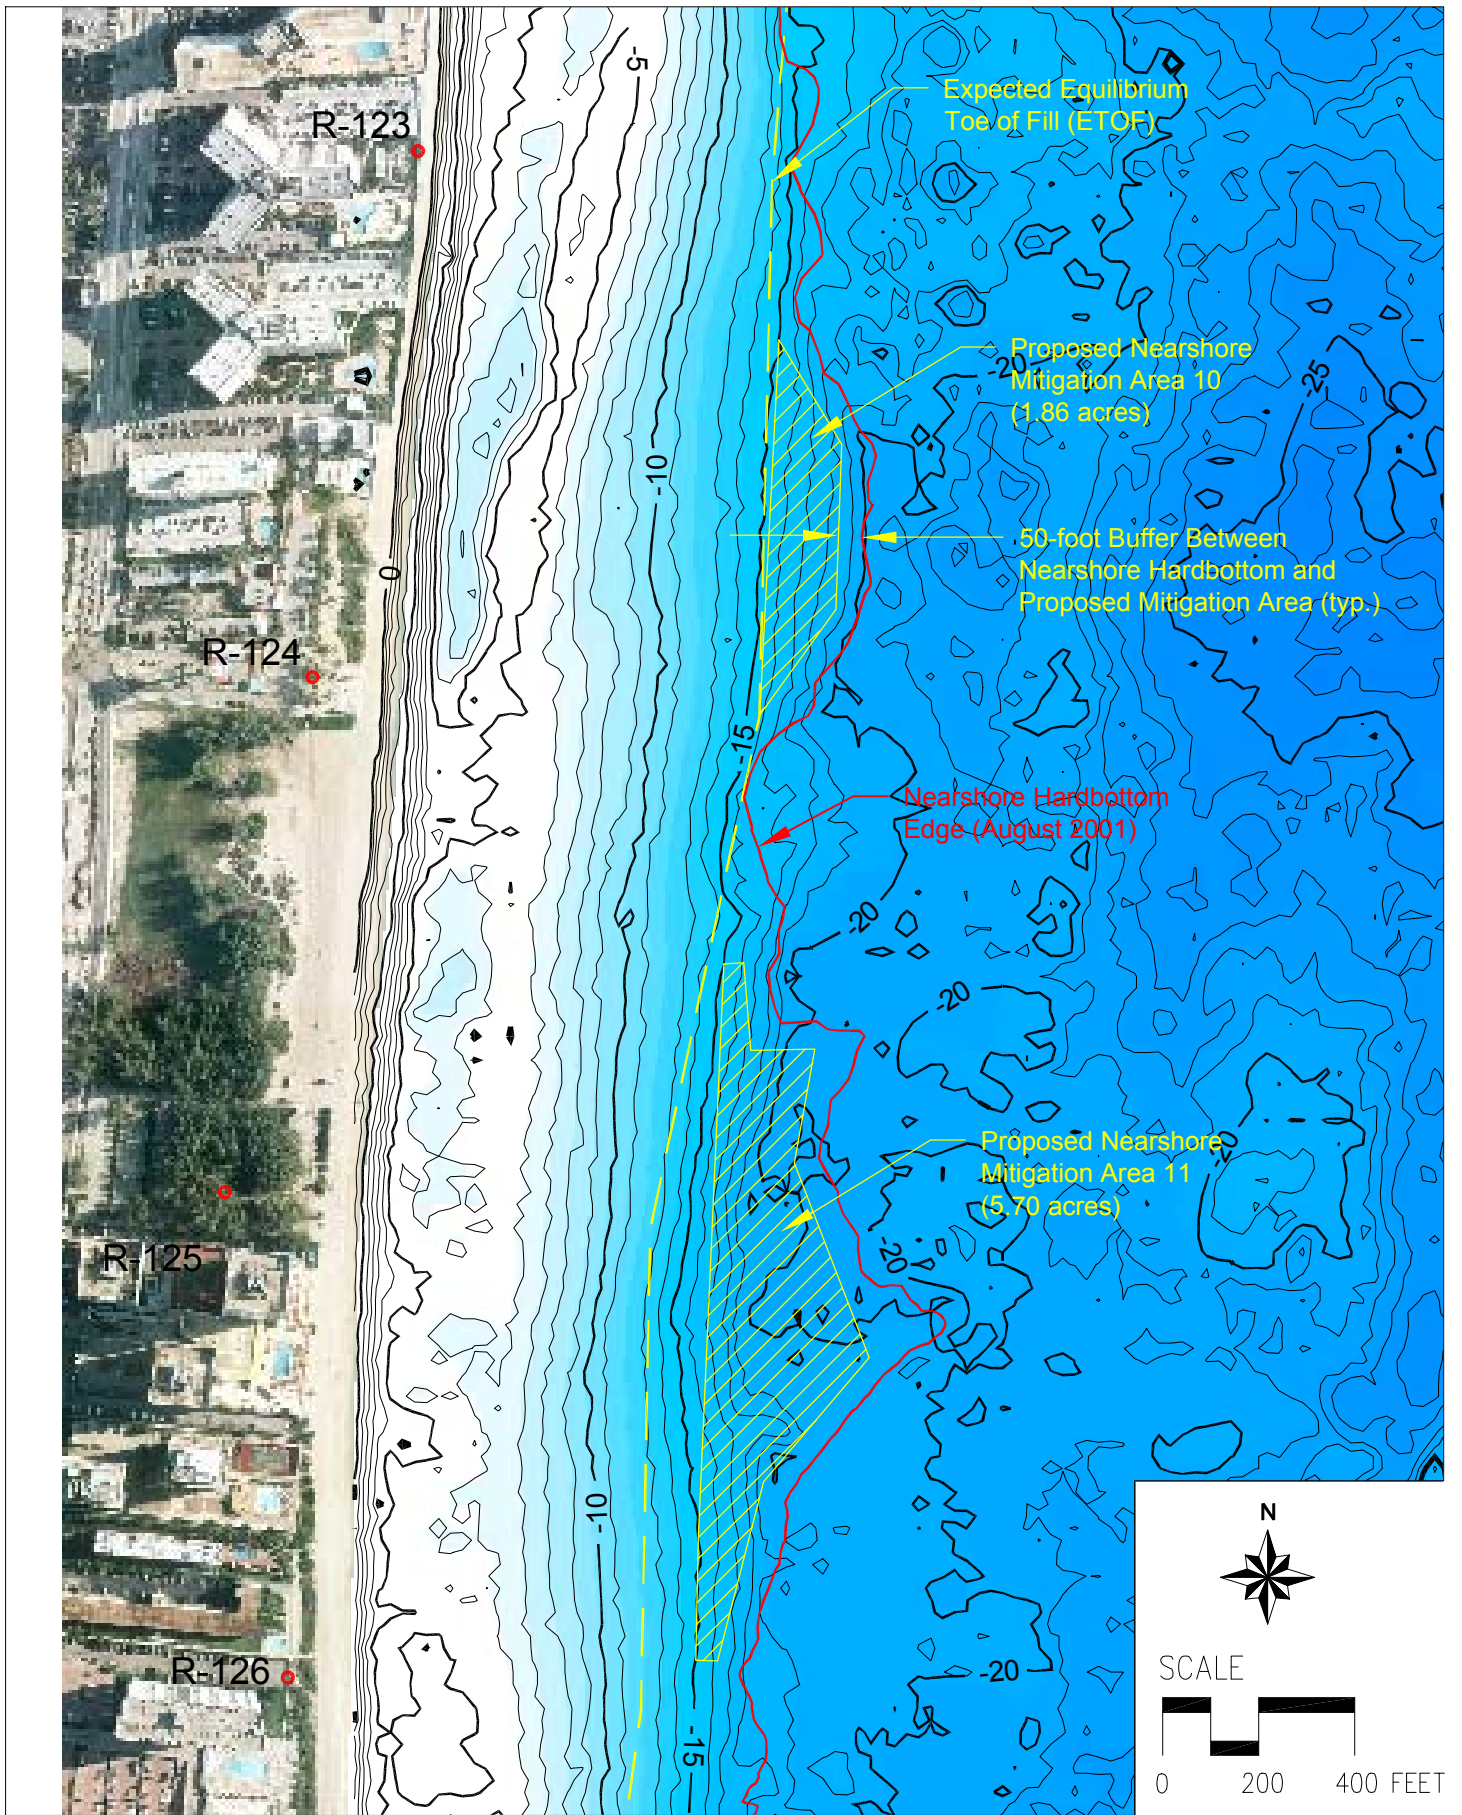 -5
Expected Equilibrium
Toe of Fill (ETOF)
R-123
Proposed Nearshore
Mitigation Area 10
(1.86 acres)
-20
-25
-10
50-foot Buffer Between
Nearshore Hardbottom and
Proposed Mitigation Area (typ.)
0
R-124
-15
Nearshore Hardbottom
Edge (August 2001)
-20
-20
Proposed Nearshore
Mitigation Area 11
(5.70 acres)
-20
R-125
-20
-10
N
R-126
-20
SCALE
-15
0 200 400 FEET